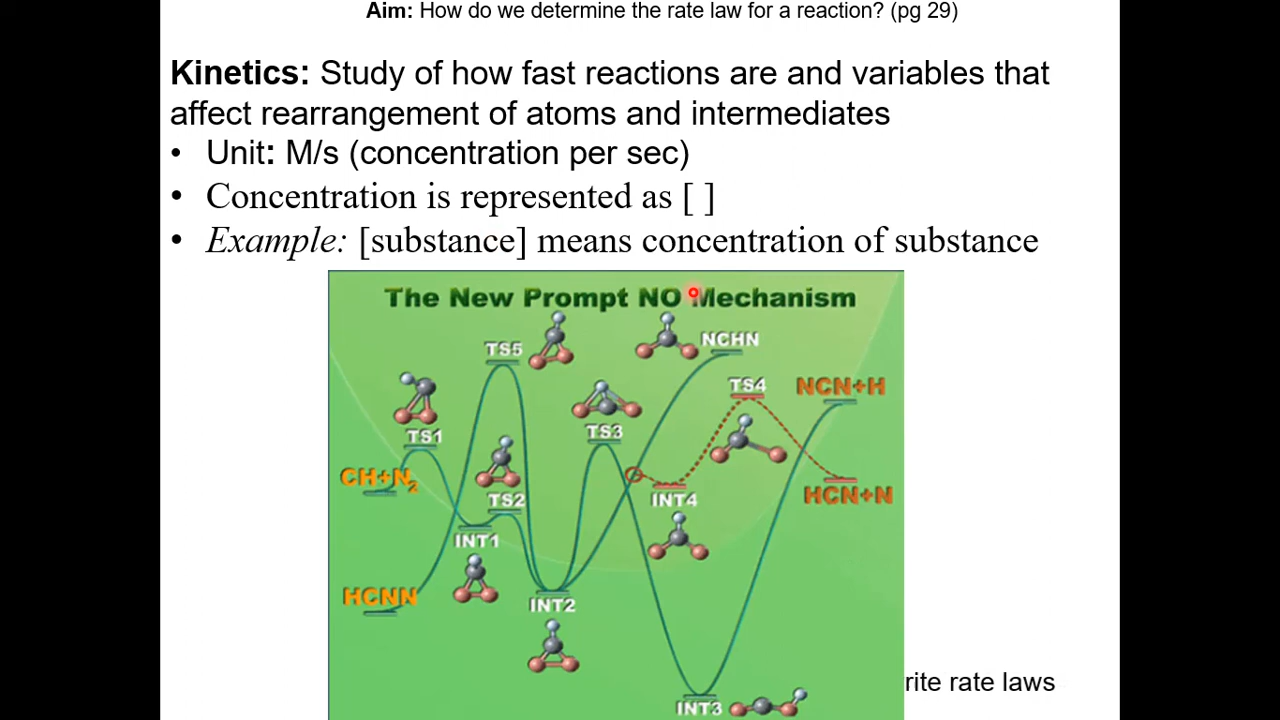 Aim: How do we determine the rate law for a reaction? (pg 29)
Kinetics: Study of how fast reactions are and variables that
affect rearrangement of atoms and intermediates
• Unit: M/s (concentration per sec)
• Concentration is represented as [ ]
• Example: [substance] means concentration of substance
The New Prompt NO Mechanism
TS5
NCHN
TS4
NCN+H
TS1
TS3
CH+N₂
TS2
INT4
HCN+N
INT1
HCNN
INT2
rite rate laws
INT3